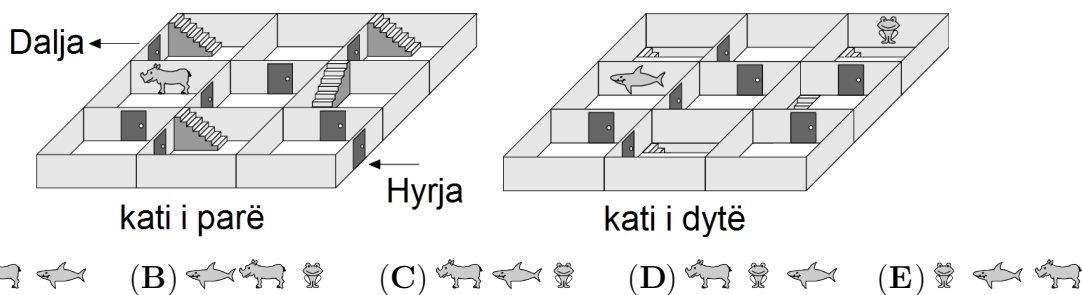 Dalja
Hyrja
kati i parë
kati i dytë
(B) (C) (D) (E)